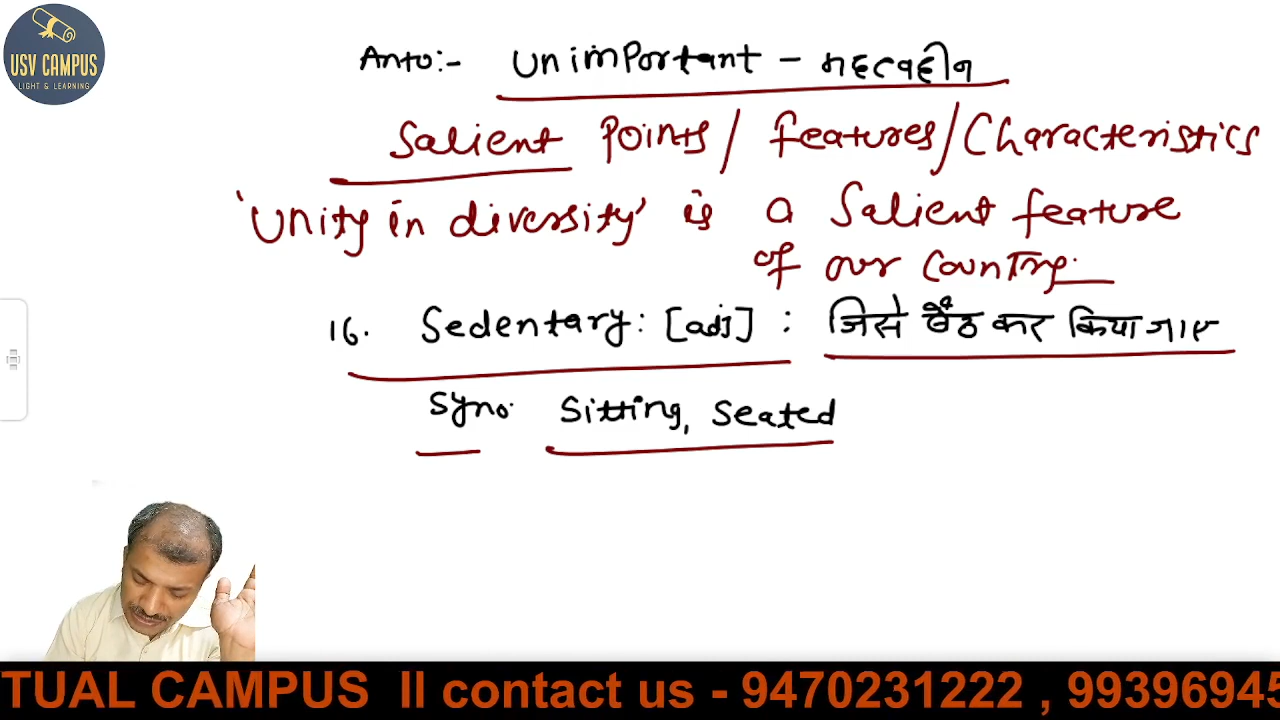 USV CAMPUS
LIGHT & LEARNING
Anto:- Unimportant - महत्वहीन
Salient Points / features / Characteristics
'Unity in diversity' is a Salient feature
of our Country.
16. Sedentary: [adj] : जिसे बैठ कर किया जाए
Syno. Sitting, Seated
TUAL CAMPUS II contact us - 9470231222 , 99396945